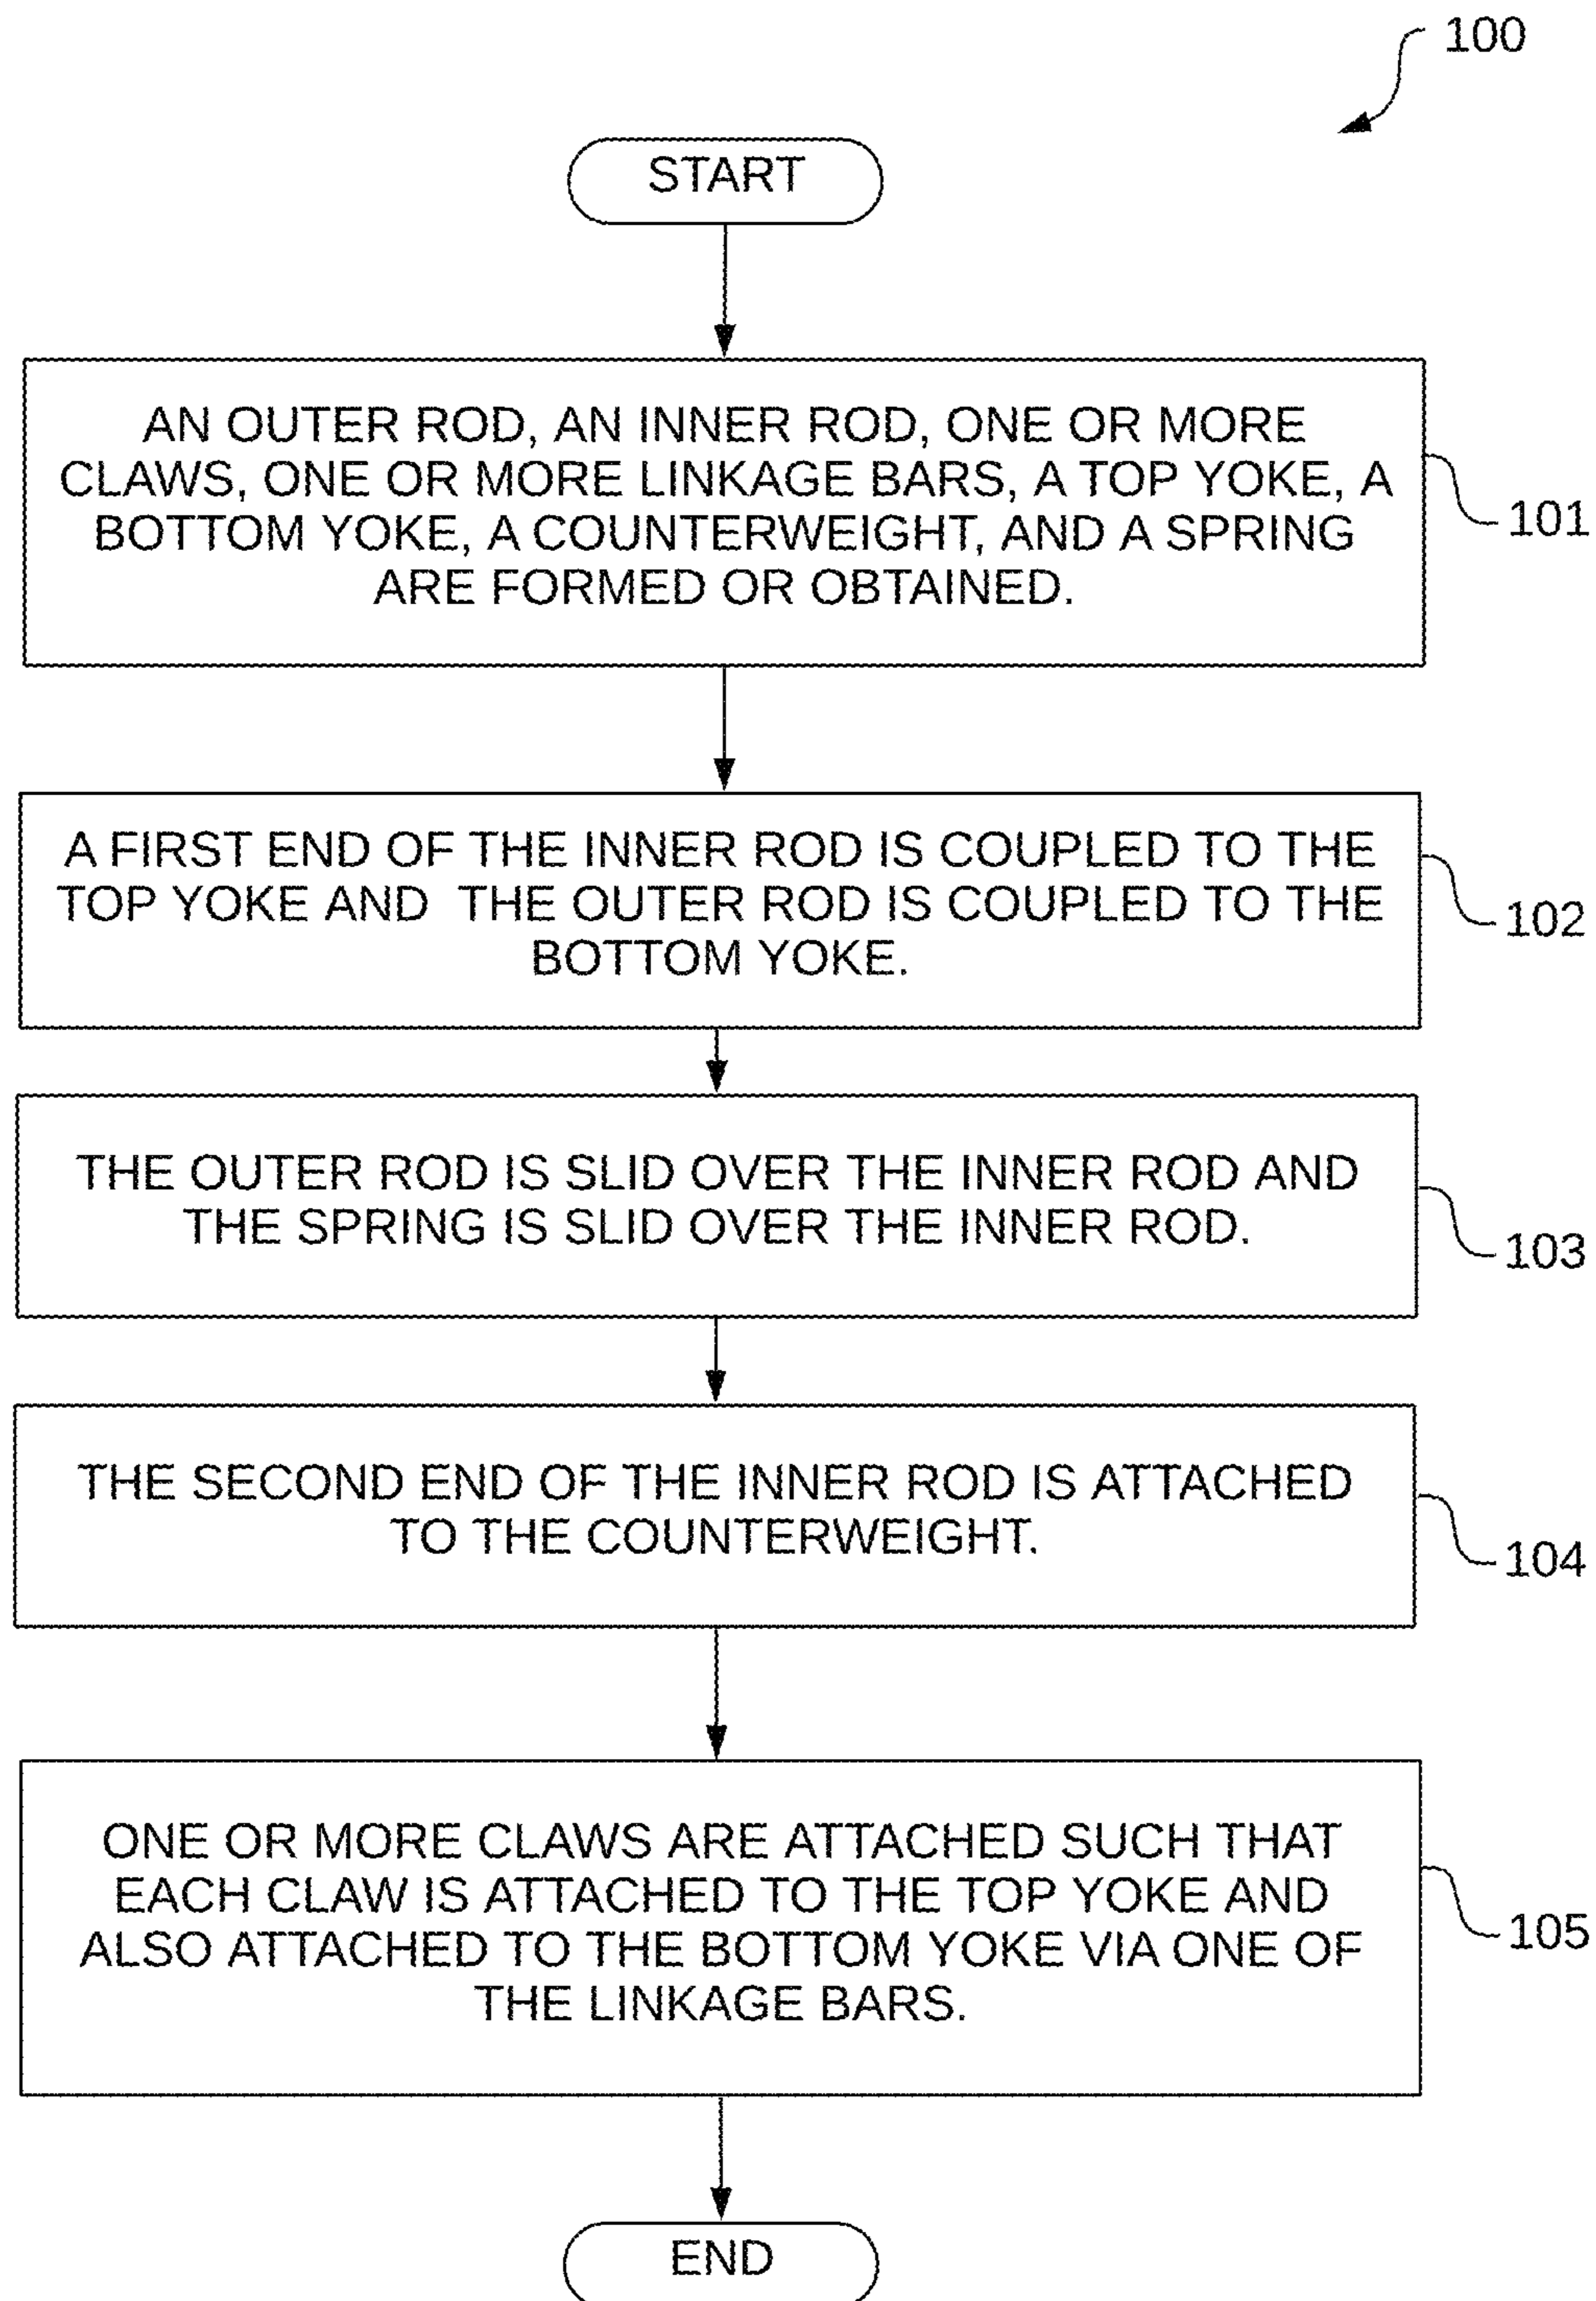 100
START
AN OUTER ROD, AN INNER ROD, ONE OR MORE
CLAWS, ONE OR MORE LINKAGE BARS, A TOP YOKE, A
BOTTOM YOKE, A COUNTERWEIGHT, AND A SPRING
ARE FORMED OR OBTAINED.
101
A FIRST END OF THE INNER ROD IS COUPLED TO THE
TOP YOKE AND THE OUTER ROD IS COUPLED TO THE
BOTTOM YOKE.
102
THE OUTER ROD IS SLID OVER THE INNER ROD AND
THE SPRING IS SLID OVER THE INNER ROD.
103
THE SECOND END OF THE INNER ROD IS ATTACHED
TO THE COUNTERWEIGHT.
104
ONE OR MORE CLAWS ARE ATTACHED SUCH THAT
EACH CLAW IS ATTACHED TO THE TOP YOKE AND
ALSO ATTACHED TO THE BOTTOM YOKE VIA ONE OF
THE LINKAGE BARS.
105
END